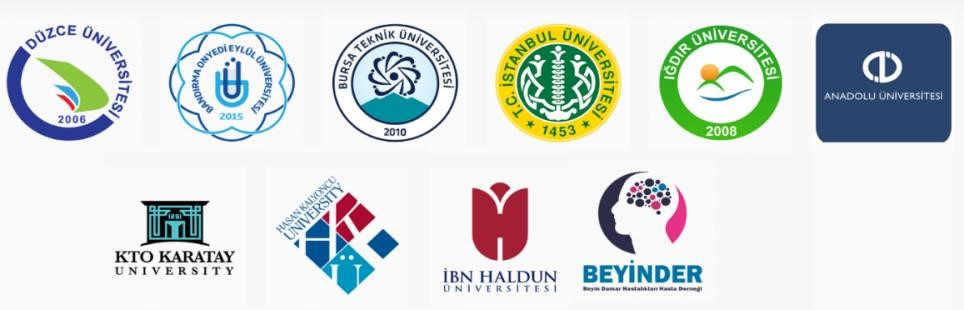 DÜZCE ÜNİVERSİTESİ
2006
BANDIRMA ONYEDİ EYLÜL ÜNİVERSİTESİ
2015
BURSA TEKNİK ÜNİVERSİTESİ
2010
T.C. İSTANBUL ÜNİVERSİTESİ
1453
IĞDIR ÜNİVERSİTESİ
2008
ANADOLU ÜNİVERSİTESİ
1251
KTO KARATAY
UNIVERSITY
HASAN KALYONCU
UNIVERSITY
İBN HALDUN
ÜNİVERSİTESİ
BEYINDER
Beyin Damar Hastalıkları Hasta Derneği